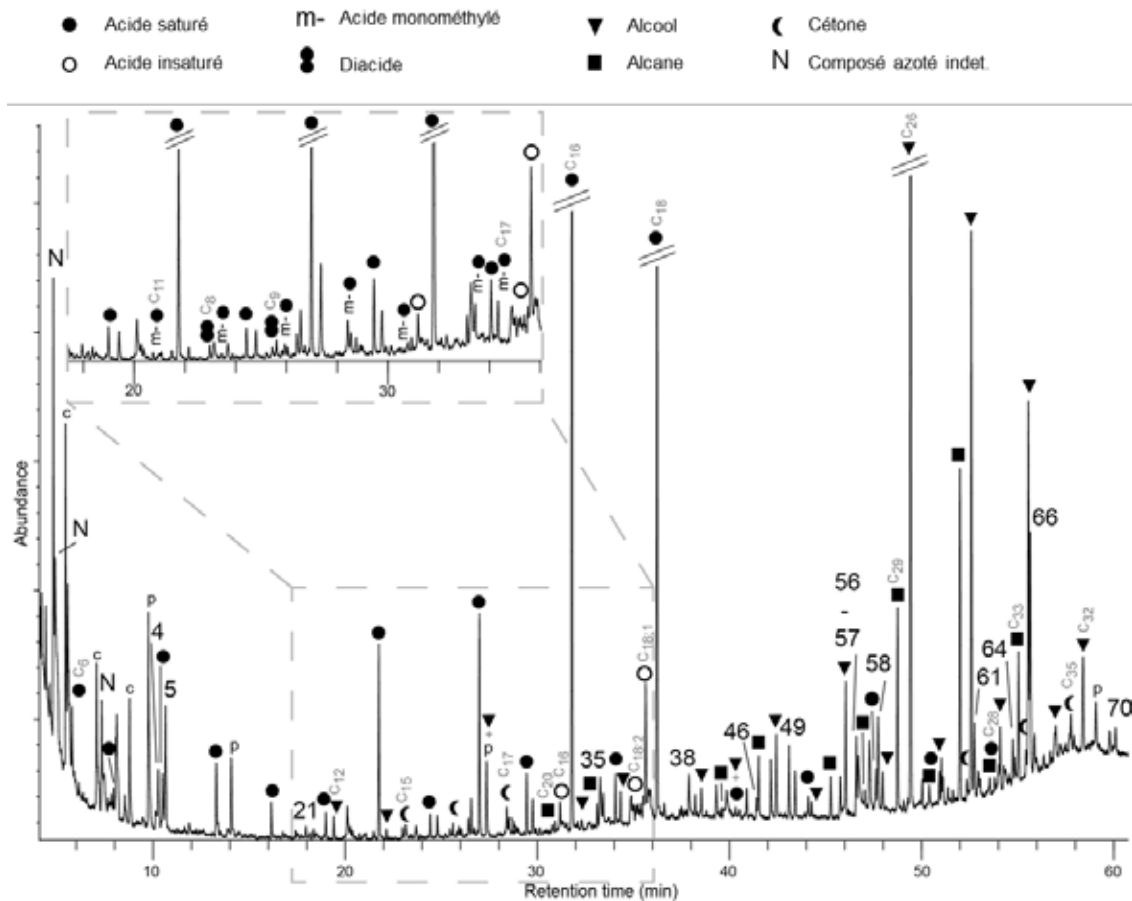 Acide saturé
m- Acide monométhylé
Alcool
Cétone
Acide insaturé
Diacide
Alcane
N Composé azoté indet.
C26
C16
C17
C18
N
C11
m-
C8
m-
C9
m-
m-
m-
m-
m-
20
30
c
N
C29
66
56
-
57
p
4
C18:1
C33
C32
c
N
c
5
58
64
C35
C6
61
p
70
p
46
49
C28
p
+
C17
35
C18:2
38
+
21
C12
C15
C20
C16
Abundance
10
20
30
40
50
60
Retention time (min)